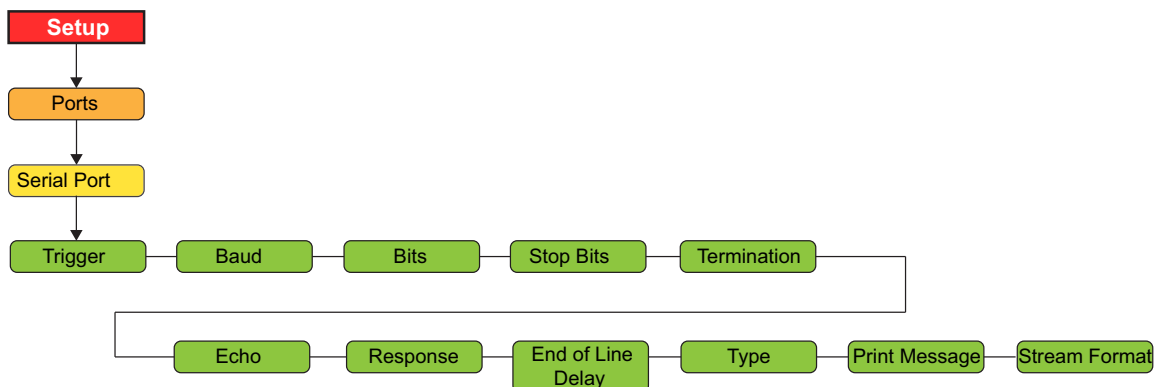 Setup
Ports
Serial Port
Trigger
Baud
Bits
Stop Bits
Termination
Echo
Response
End of Line
Delay
Type
Print Message
Stream Format